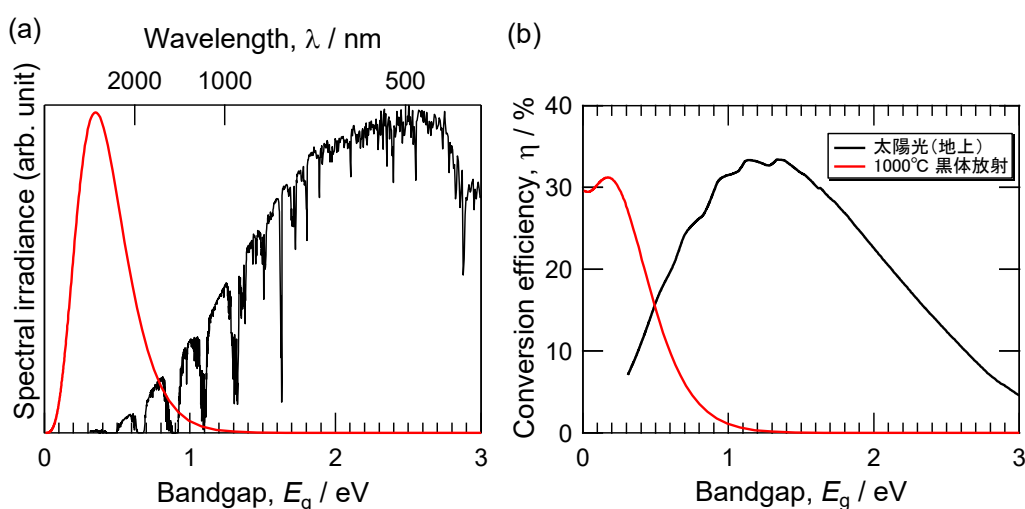 (a)
Wavelength, λ / nm
2000 1000 500
Spectral irradiance (arb. unit)
0 1 2 3
Bandgap, Eg / eV
(b)
40
30
20
10
0
Conversion efficiency, η / %
太陽光(地上)
1000℃ 黒体放射
0 1 2 3
Bandgap, Eg / eV